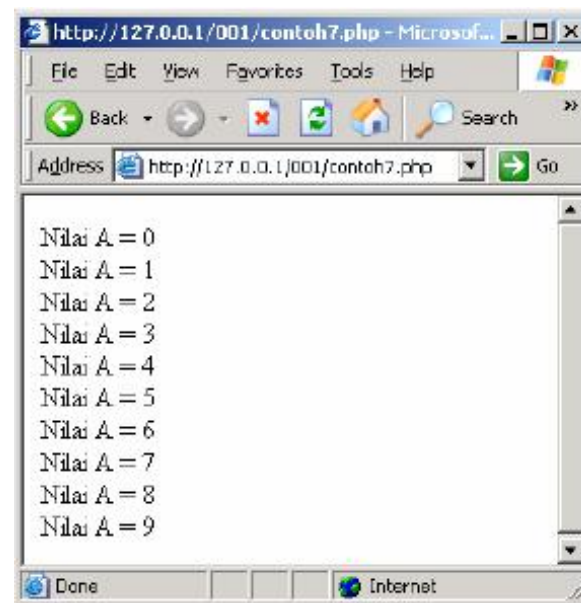 http://127.0.0.1/001/contoh7.php - Microsof...
File Edit View Favorites Tools Help
Back Search »
Address http://127.0.0.1/001/contoh7.php Go
Nilai A = 0
Nilai A = 1
Nilai A = 2
Nilai A = 3
Nilai A = 4
Nilai A = 5
Nilai A = 6
Nilai A = 7
Nilai A = 8
Nilai A = 9
Done Internet